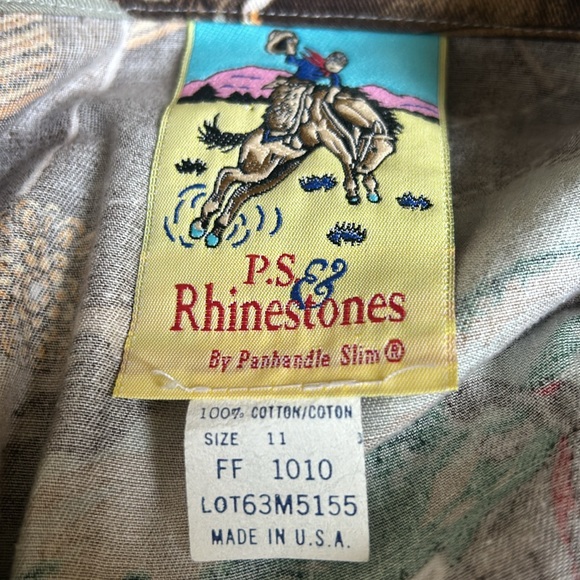 P.S. &
Rhinestones
By Panhandle Slim®
100% COTTON/COTON
SIZE 11
FF 1010
LOT63M5155
MADE IN U.S.A.